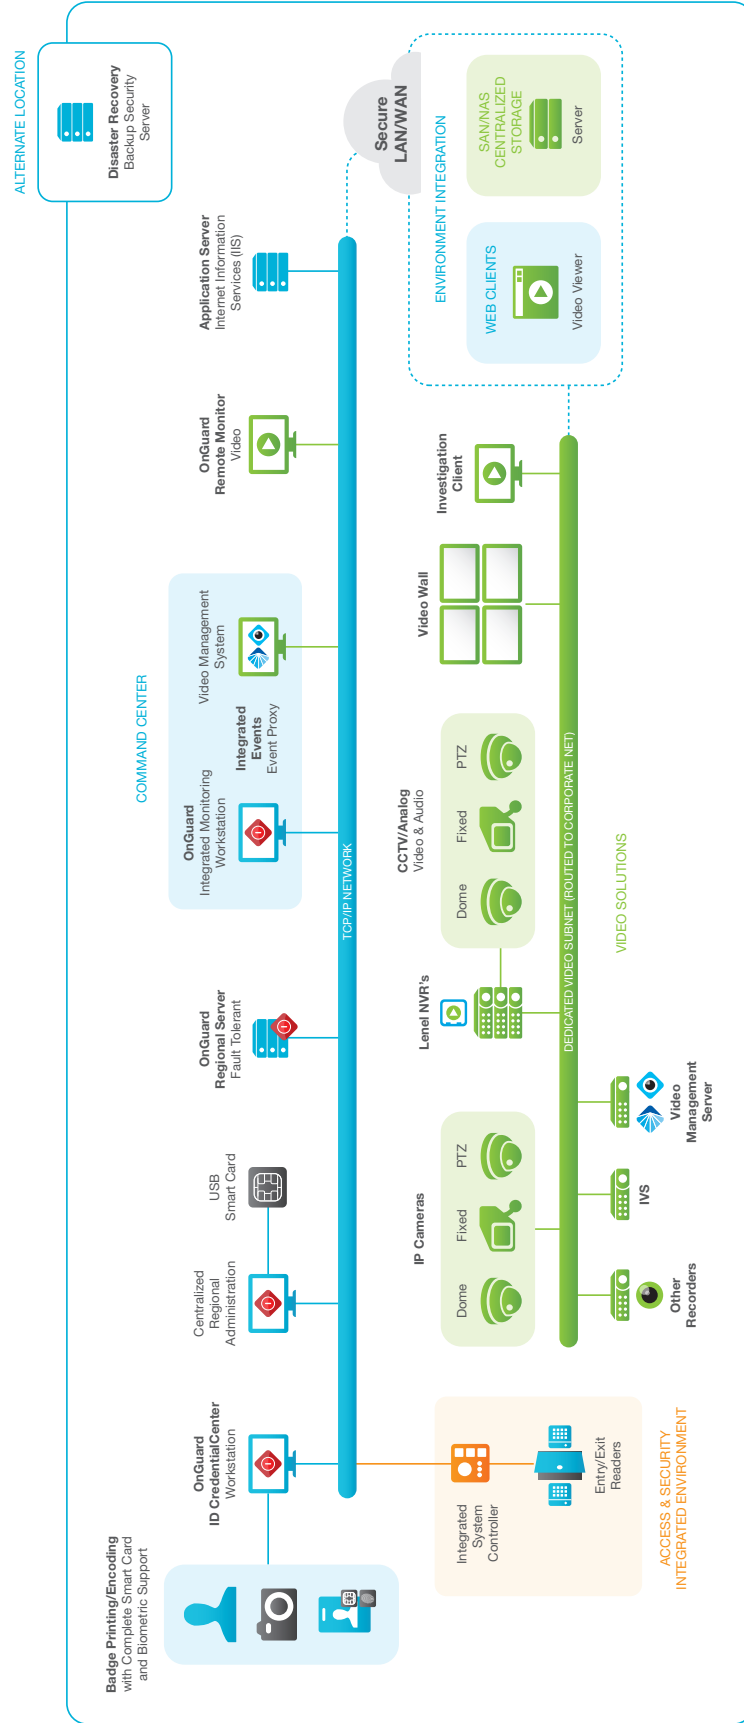 ALTERNATE LOCATION
Disaster Recovery
Backup Security
Server
Badge Printing/Encoding
with Complete Smart Card
and Biometric Support
OnGuard
ID CredentialCenter
Workstation
Centralized
Regional
Administration
USB
Smart Card
OnGuard
Regional Server
Fault Tolerant
COMMAND CENTER
OnGuard
Integrated Monitoring
Workstation
Integrated
Events
Event Proxy
Video Management
System
OnGuard
Remote Monitor
Video
Application Server
Internet Information
Services (IIS)
TCP/IP NETWORK
Secure
LAN/WAN
ENVIRONMENT INTEGRATION
WEB CLIENTS
Video Viewer
SAN/NAS
CENTRALIZED
STORAGE
Server
Integrated
System
Controller
Entry/Exit
Readers
ACCESS & SECURITY
INTEGRATED ENVIRONMENT
IP Cameras
Dome
Fixed
PTZ
Lenel NVR's
CCTV/Analog
Video & Audio
Dome
Fixed
PTZ
Video Wall
Investigation
Client
DEDICATED VIDEO SUBNET (ROUTED TO CORPORATE NET)
Other
Recorders
IVS
Video
Management
Server
VIDEO SOLUTIONS